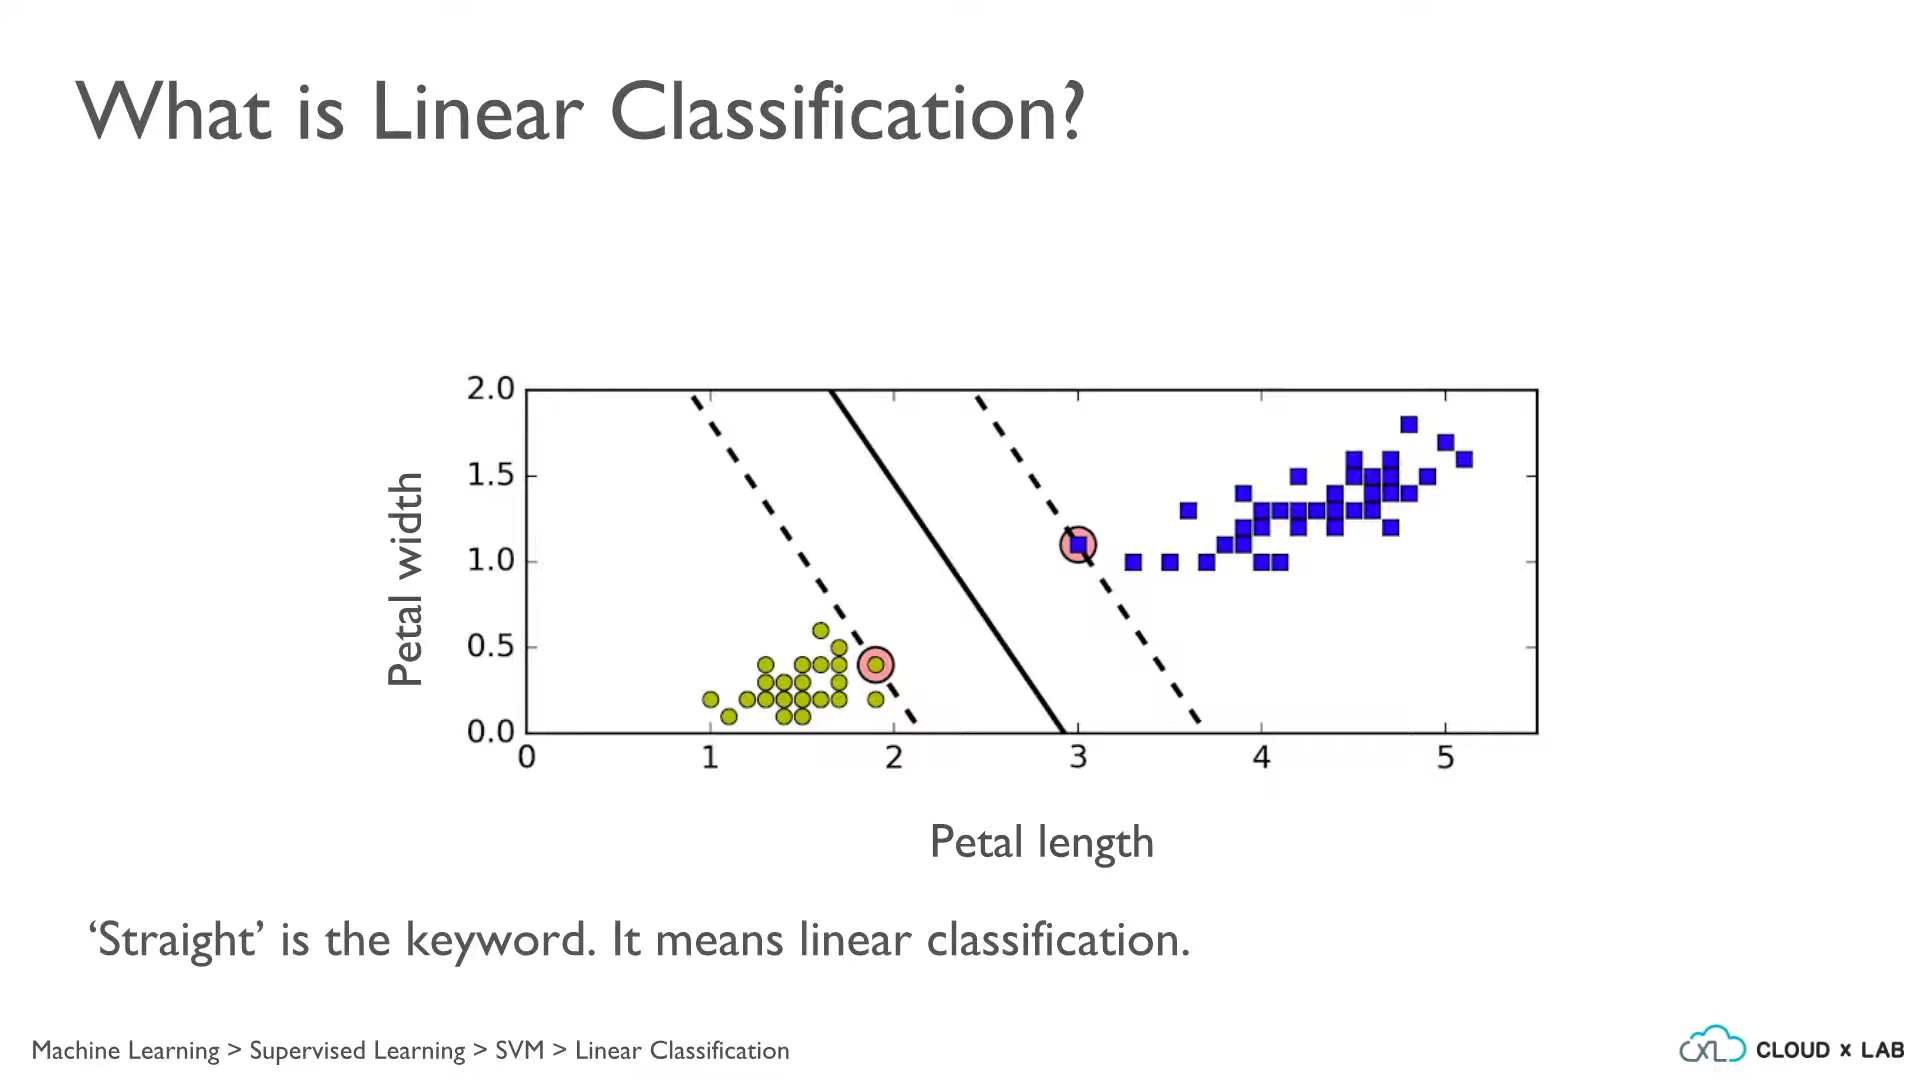 What is Linear Classification?
2.0
1.5
1.0
0.5
0.0
Petal width
0 1 2 3 4 5
Petal length
‘Straight’ is the keyword. It means linear classification.
Machine Learning > Supervised Learning > SVM > Linear Classification
CXL CLOUD x LAB